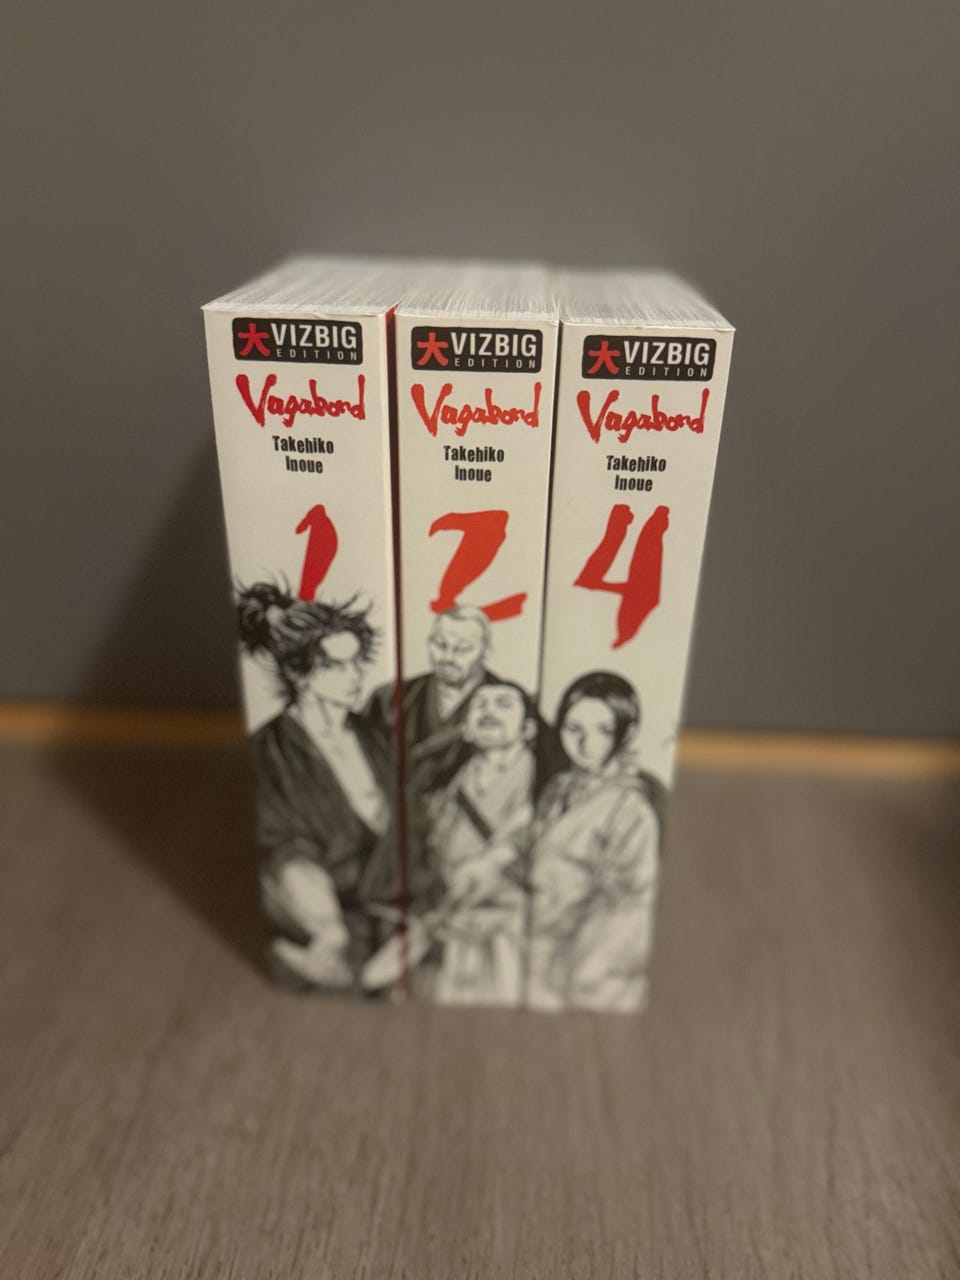 大 VIZBIG
EDITION
Vagabond
Takehiko
Inoue
1
大 VIZBIG
EDITION
Vagabond
Takehiko
Inoue
2
大 VIZBIG
EDITION
Vagabond
Takehiko
Inoue
4